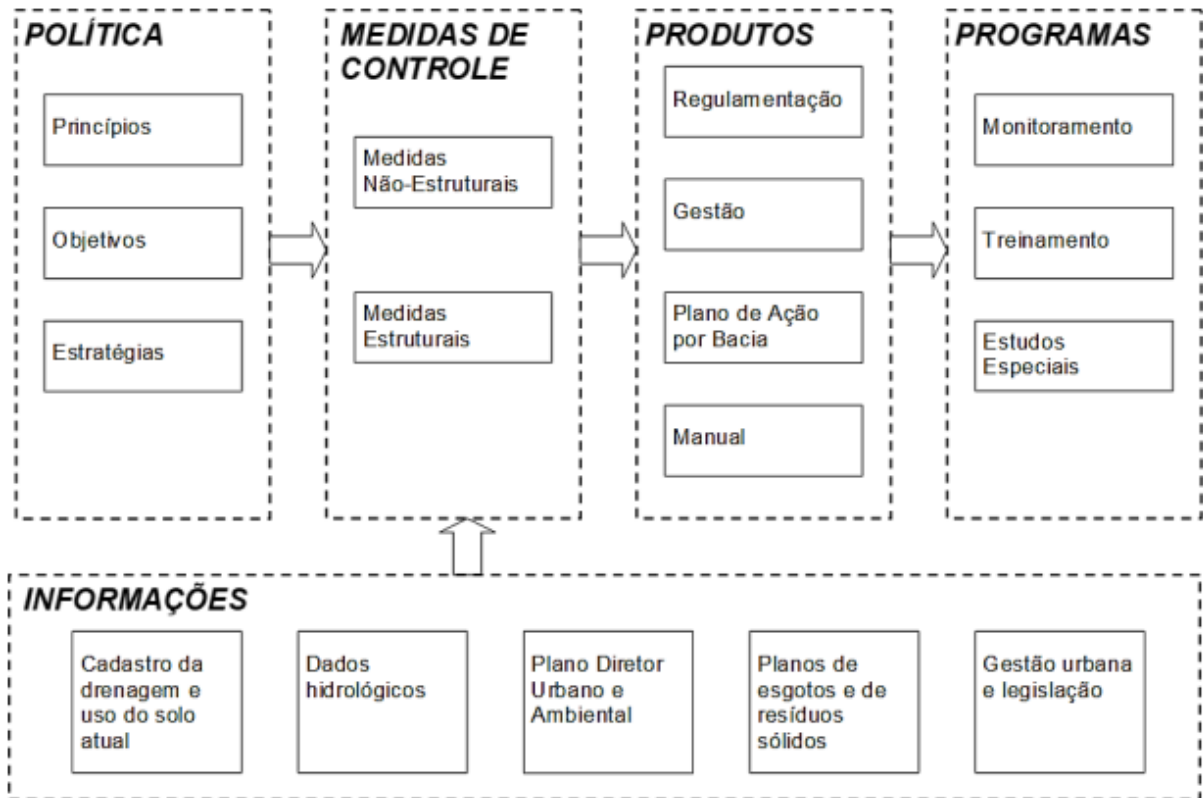 POLÍTICA
Princípios
Objetivos
Estratégias
MEDIDAS DE
CONTROLE
Medidas
Não-Estruturais
Medidas
Estruturais
PRODUTOS
Regulamentação
Gestão
Plano de Ação
por Bacia
Manual
PROGRAMAS
Monitoramento
Treinamento
Estudos
Especiais
INFORMAÇÕES
Cadastro da
drenagem e
uso do solo
atual
Dados
hidrológicos
Plano Diretor
Urbano e
Ambiental
Planos de
esgotos e de
resíduos
sólidos
Gestão urbana
e legislação